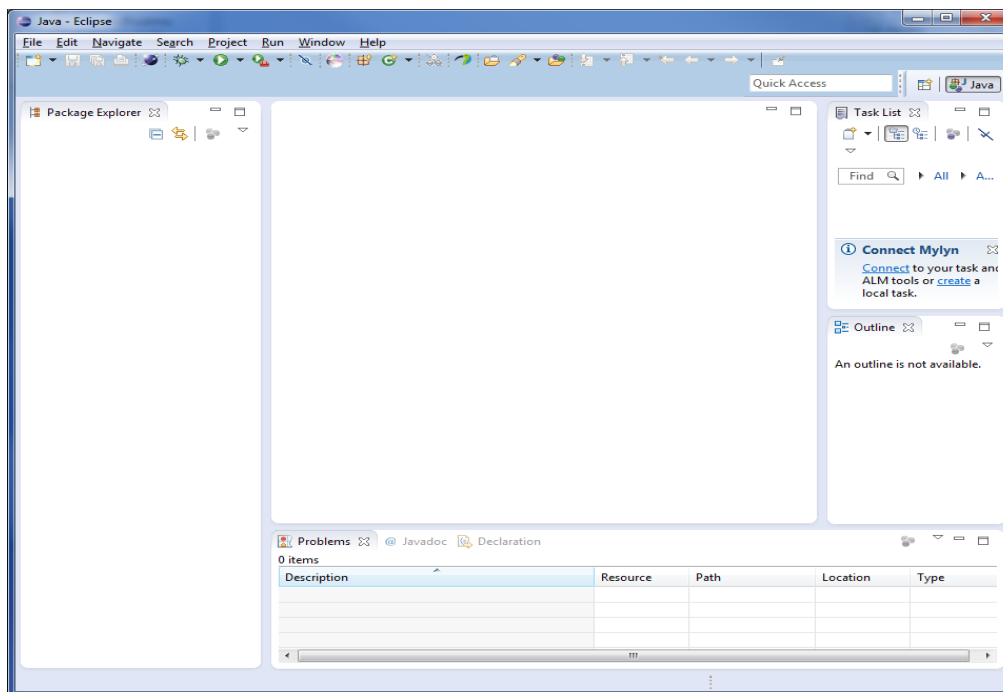 Java - Eclipse
File Edit Navigate Search Project Run Window Help
Quick Access
Java
Package Explorer
Task List
Find All A...
Connect Mylyn
Connect to your task and
ALM tools or create a
local task.
Outline
An outline is not available.
Problems @ Javadoc Declaration
0 items
Description Resource Path Location Type